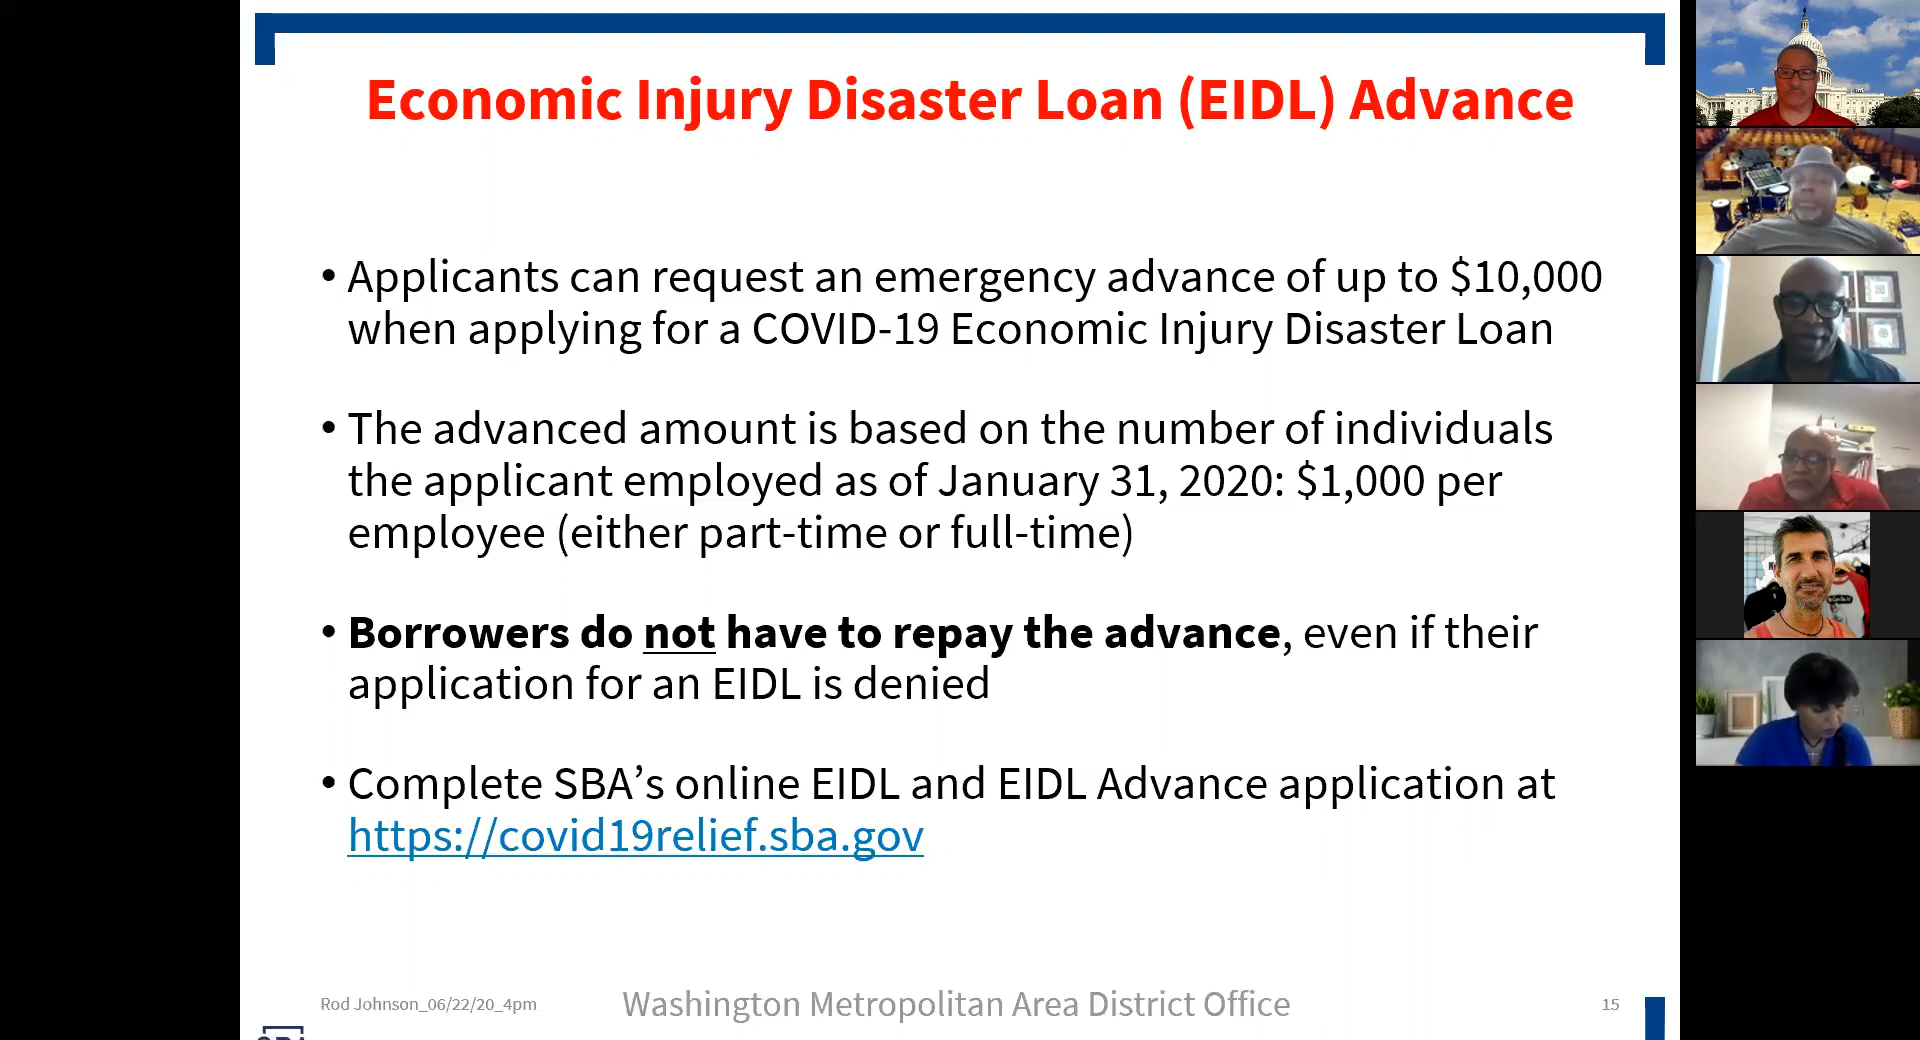 Economic Injury Disaster Loan (EIDL) Advance
• Applicants can request an emergency advance of up to $10,000
when applying for a COVID-19 Economic Injury Disaster Loan
• The advanced amount is based on the number of individuals
the applicant employed as of January 31, 2020: $1,000 per
employee (either part-time or full-time)
• Borrowers do not have to repay the advance, even if their
application for an EIDL is denied
• Complete SBA’s online EIDL and EIDL Advance application at
https://covid19relief.sba.gov
Rod Johnson_06/22/20_4pm
Washington Metropolitan Area District Office
15